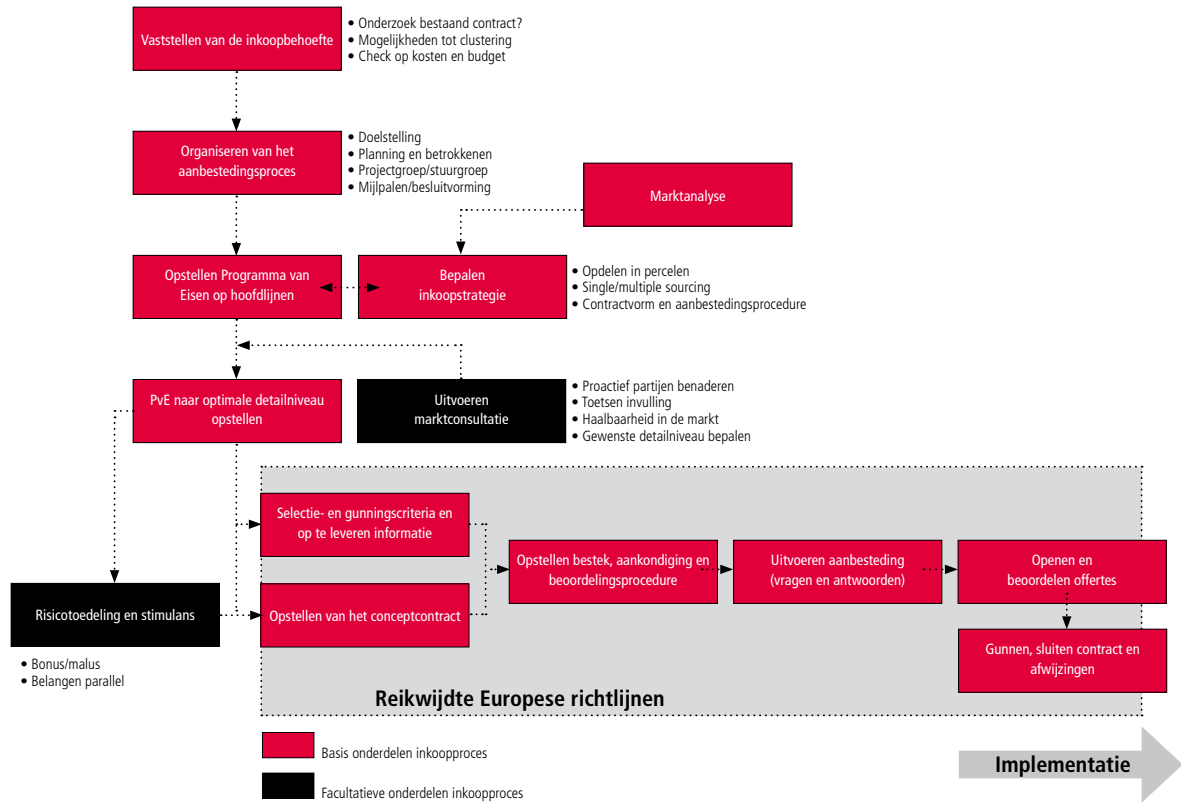 Vaststellen van de inkoopbehoefte
• Onderzoek bestaand contract?
• Mogelijkheden tot clustering
• Check op kosten en budget
Organiseren van het
aanbestedingsproces
• Doelstelling
• Planning en betrokkenen
• Projectgroep/stuurgroep
• Mijlpalen/besluitvorming
Marktanalyse
Opstellen Programma van
Eisen op hoofdlijnen
Bepalen
inkoopstrategie
• Opdelen in percelen
• Single/multiple sourcing
• Contractvorm en aanbestedingsprocedure
PvE naar optimale detailniveau
opstellen
Uitvoeren
marktconsultatie
• Proactief partijen benaderen
• Toetsen invulling
• Haalbaarheid in de markt
• Gewenste detailniveau bepalen
Selectie- en gunningscriteria en
op te leveren informatie
Opstellen bestek, aankondiging en
beoordelingsprocedure
Uitvoeren aanbesteding
(vragen en antwoorden)
Openen en
beoordelen offertes
Risicotoedeling en stimulans
• Bonus/malus
• Belangen parallel
Opstellen van het conceptcontract
Gunnen, sluiten contract en
afwijzingen
Reikwijdte Europese richtlijnen
Basis onderdelen inkoopproces
Facultatieve onderdelen inkoopproces
Implementatie